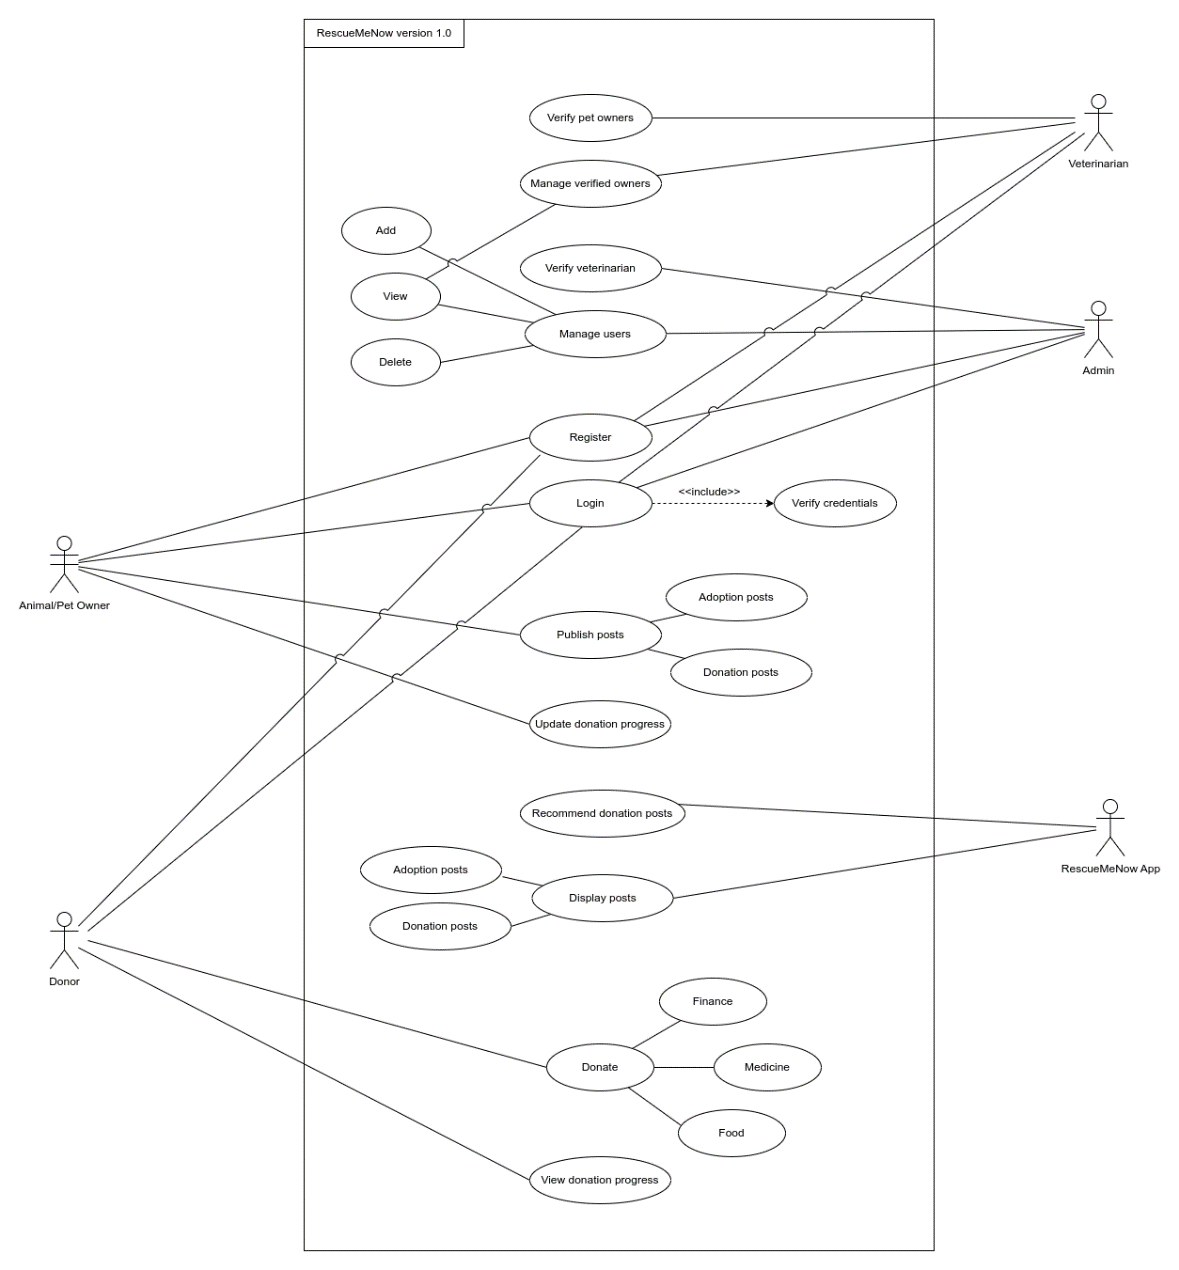 RescueMeNow version 1.0
Verify pet owners
Veterinarian
Manage verified owners
Add
Verify veterinarian
View
Manage users
Delete
Admin
Register
Login
<<include>>
Verify credentials
Animal/Pet Owner
Adoption posts
Publish posts
Donation posts
Update donation progress
Recommend donation posts
RescueMeNow App
Adoption posts
Display posts
Donation posts
Donor
Finance
Donate
Medicine
Food
View donation progress